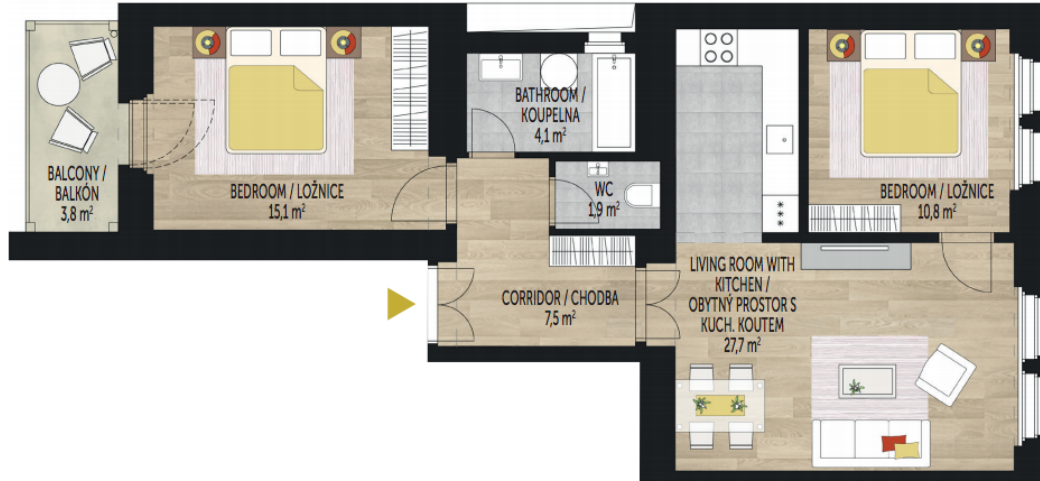 BALCONY /
BALKÓN
3,8 m²
BEDROOM / LOŽNICE
15,1 m²
BATHROOM /
KOUPELNA
4,1 m²
WC
1,9 m²
CORRIDOR / CHODBA
7,5 m²
LIVING ROOM WITH
KITCHEN /
OBYTNÝ PROSTOR S
KUCH. KOUTEM
27,7 m²
BEDROOM / LOŽNICE
10,8 m²